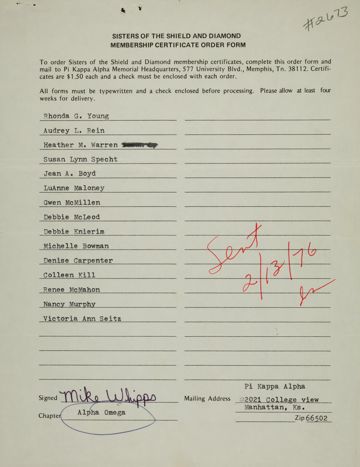 #2673
SISTERS OF THE SHIELD AND DIAMOND
MEMBERSHIP CERTIFICATE ORDER FORM
To order Sisters of the Shield and Diamond membership certificates, complete this order form and
mail to Pi Kappa Alpha Memorial Headquarters, 577 University Blvd., Memphis, Tn. 38112. Certifi-
cates are $1.50 each and a check must be enclosed with each order.
All forms must be typewritten and a check enclosed before processing. Please allow at least four
weeks for delivery.
Rhonda G. Young
Audrey L. Rein
Heather M. Warren
Susan Lynn Specht
Jean A. Boyd
LuAnne Maloney
Gwen McMillen
Debbie McLeod
Debbie Knierim
Michelle Bowman
Denise Carpenter
Colleen Kill
Renee McMahon
Nancy Murphy
Victoria Ann Seitz
Sent
2/13/76
Signed Mike Whipps
Chapter Alpha Omega
Pi Kappa Alpha
Mailing Address 2021 College view
Manhattan, Ks.
Zip 66502